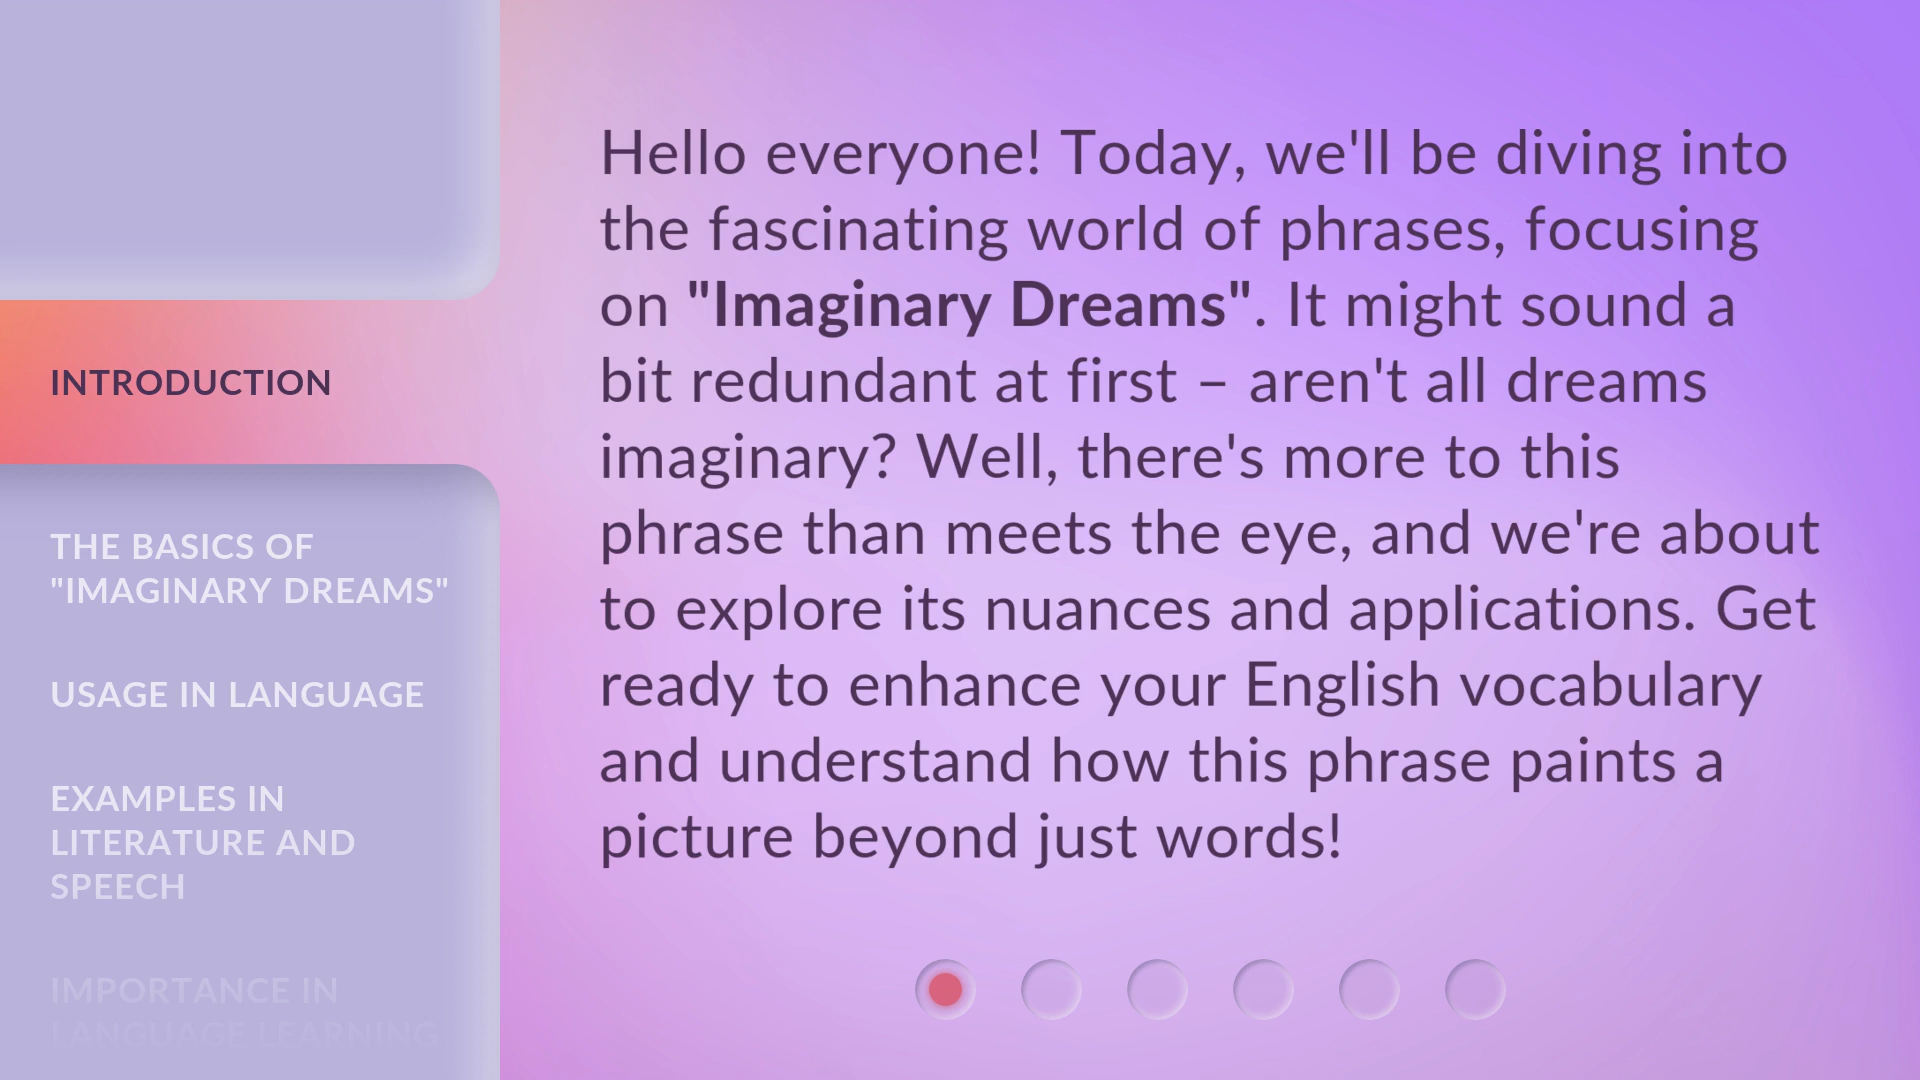 INTRODUCTION
THE BASICS OF
"IMAGINARY DREAMS"
USAGE IN LANGUAGE
EXAMPLES IN
LITERATURE AND
SPEECH
IMPORTANCE IN
LANGUAGE LEARNING
Hello everyone! Today, we'll be diving into
the fascinating world of phrases, focusing
on "Imaginary Dreams". It might sound a
bit redundant at first – aren't all dreams
imaginary? Well, there's more to this
phrase than meets the eye, and we're about
to explore its nuances and applications. Get
ready to enhance your English vocabulary
and understand how this phrase paints a
picture beyond just words!